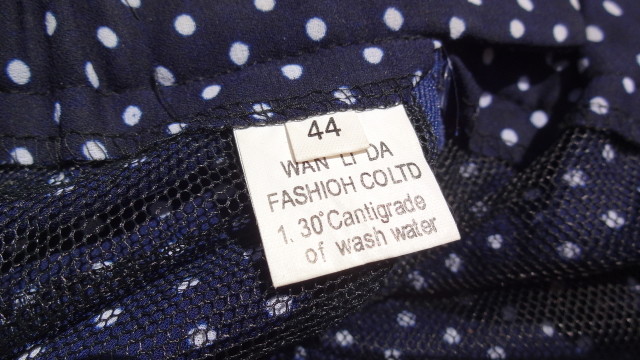 44
WAN LI DA
FASHIOH COLTD
1. 30°Cantigrade
of wash water